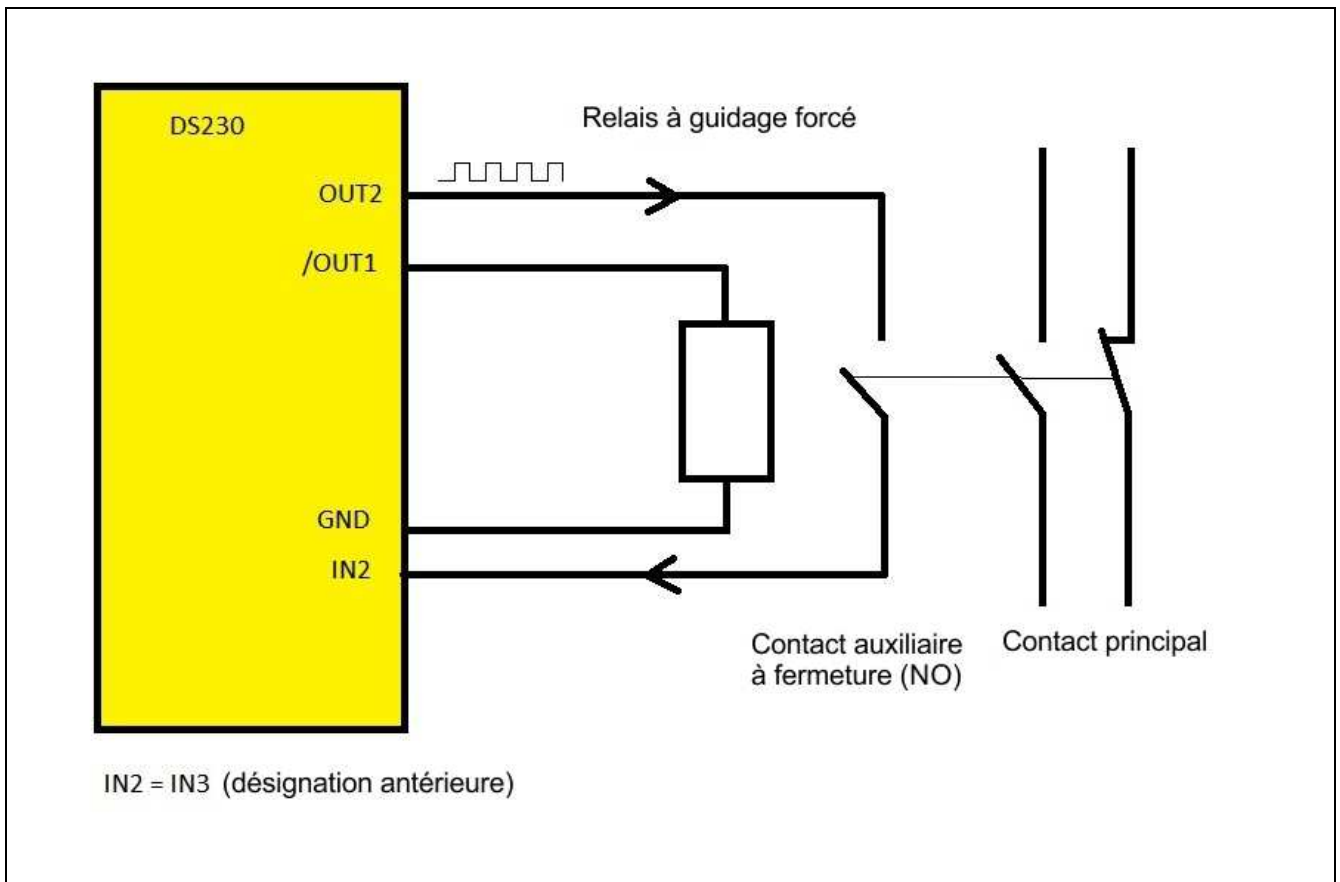 DS230
Relais à guidage forcé
OUT2
/OUT1
GND
IN2
Contact auxiliaire
à fermeture (NO)
Contact principal
IN2 = IN3 (désignation antérieure)